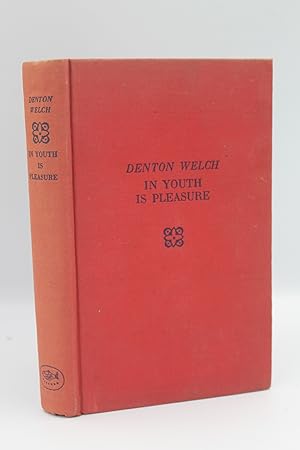 DENTON
WELCH
IN YOUTH
IS
PLEASURE
DENTON WELCH
IN YOUTH
IS PLEASURE